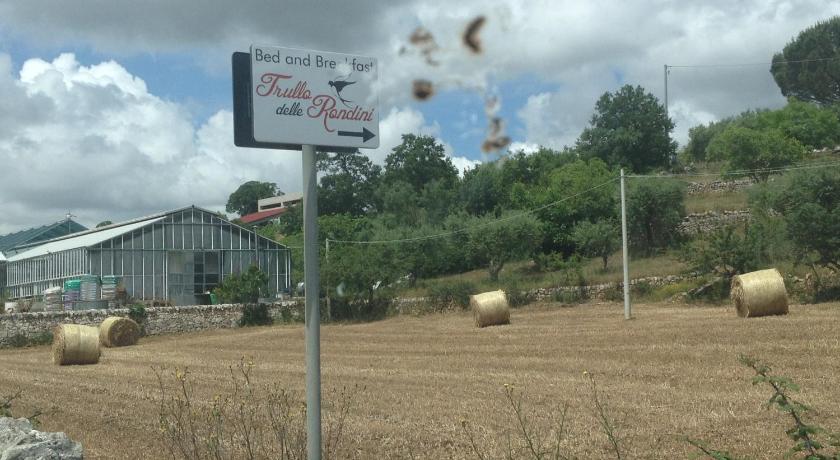 Bed and Breakfast
Trullo
delle Rondini